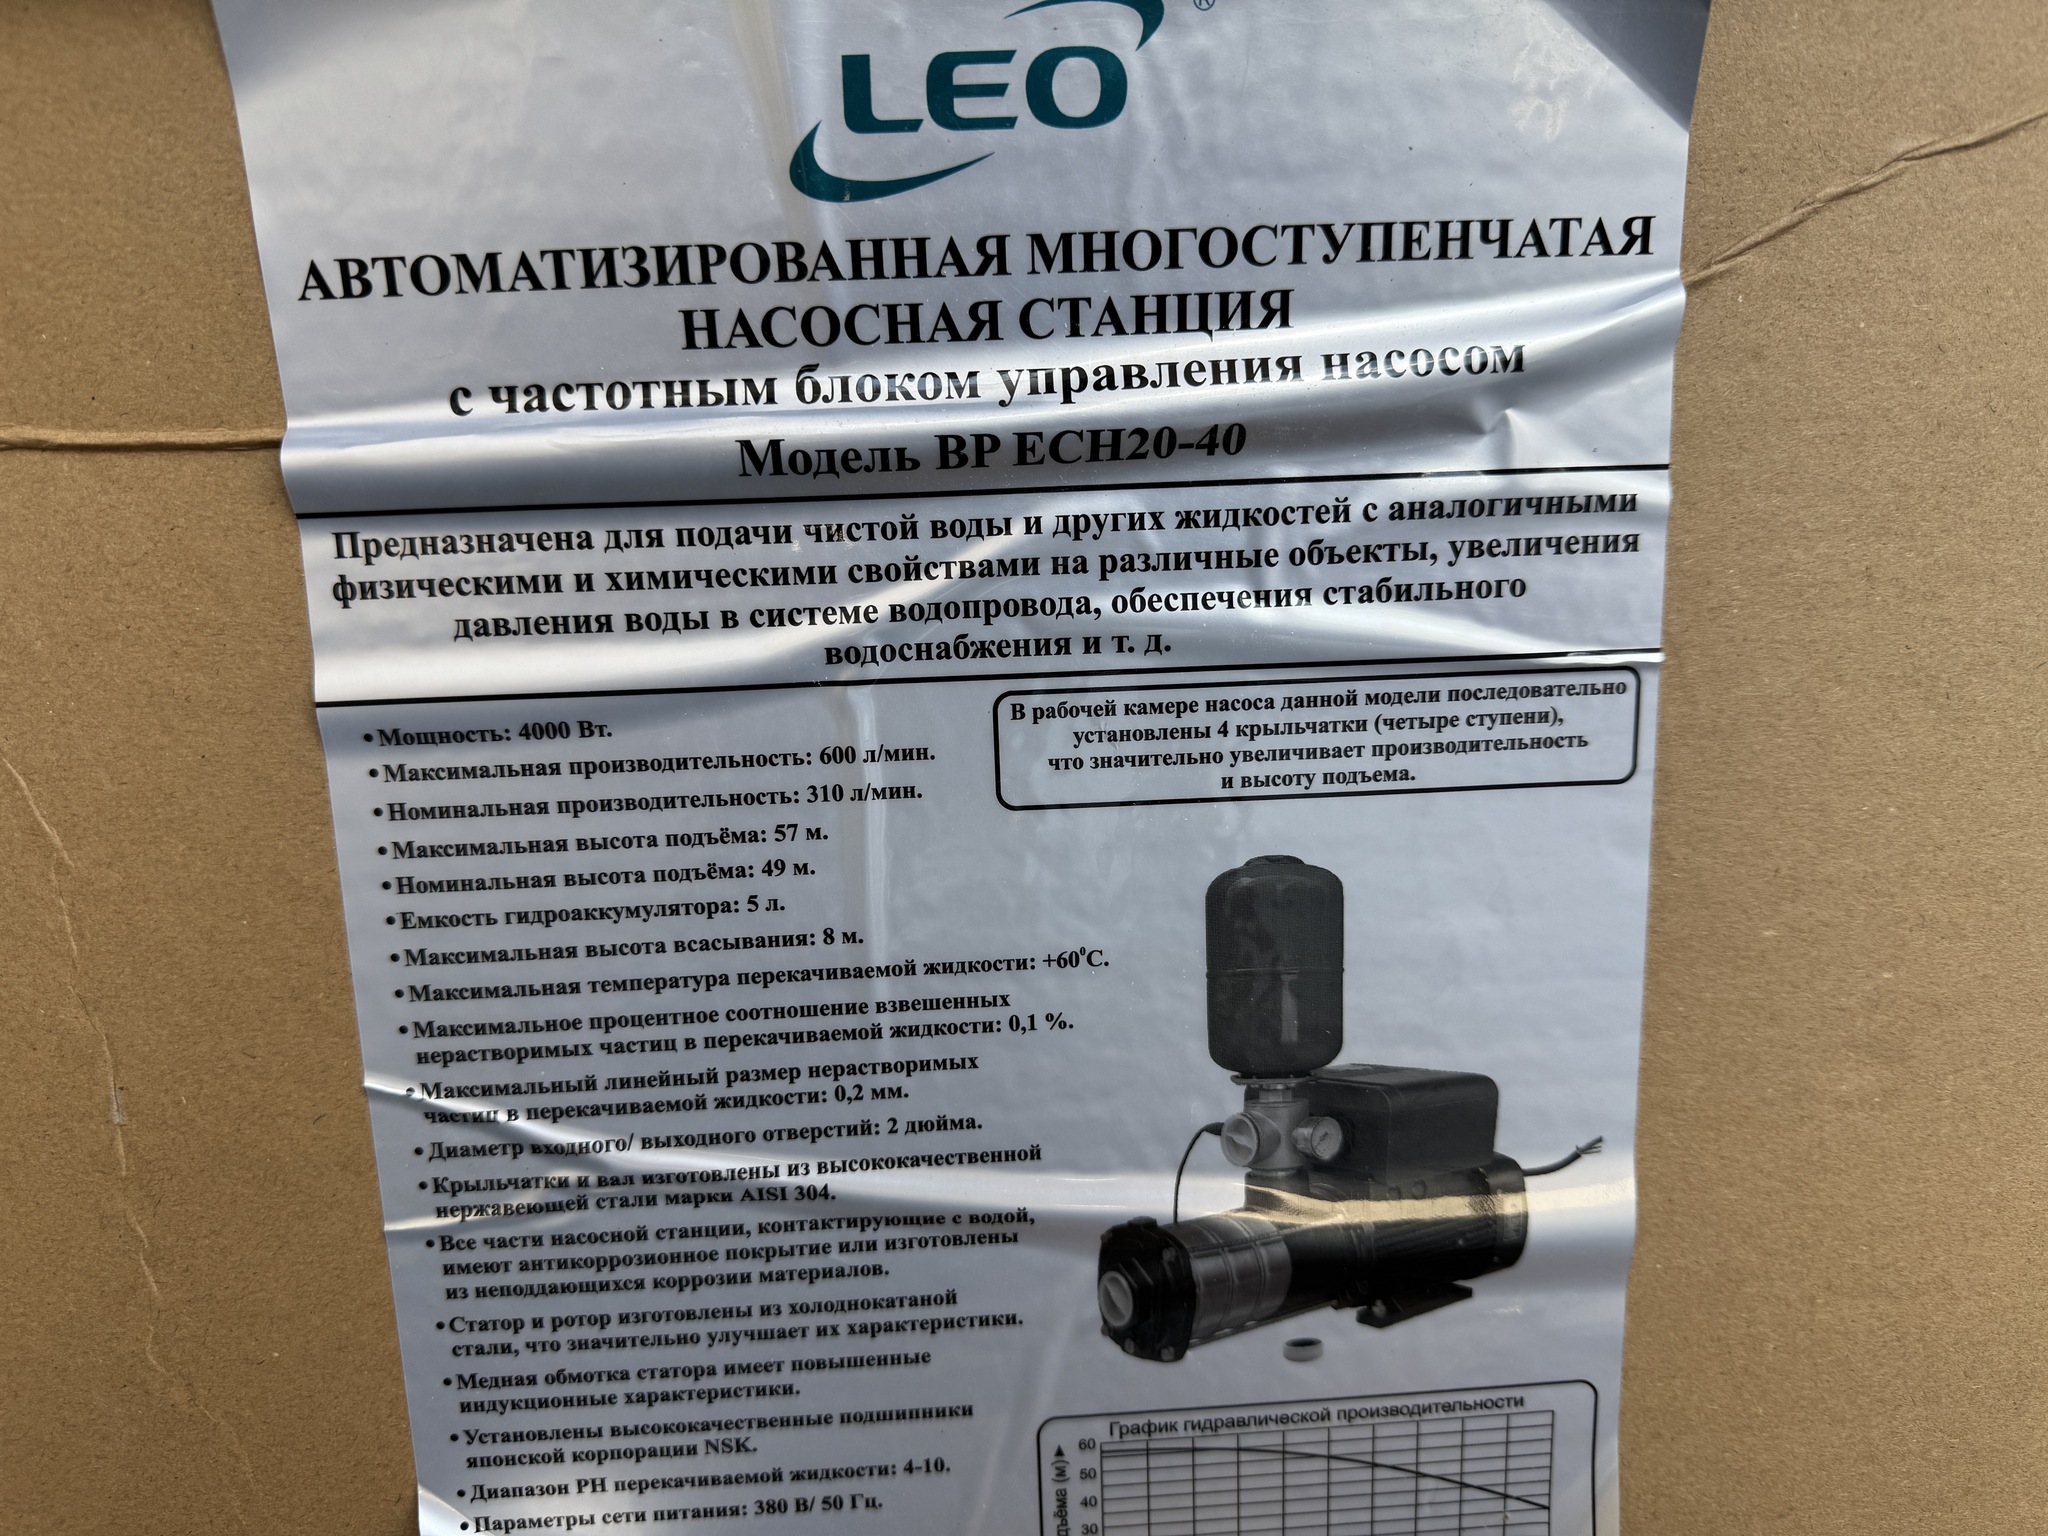 LEO ®
АВТОМАТИЗИРОВАННАЯ МНОГОСТУПЕНЧАТАЯ
НАСОСНАЯ СТАНЦИЯ
с частотным блоком управления насосом
Модель BP ECH20-40
Предназначена для подачи чистой воды и других жидкостей с аналогичными
физическими и химическими свойствами на различные объекты, увеличения
давления воды в системе водопровода, обеспечения стабильного
водоснабжения и т. д.
• Мощность: 4000 Вт.
• Максимальная производительность: 600 л/мин.
• Номинальная производительность: 310 л/мин.
• Максимальная высота подъёма: 57 м.
• Номинальная высота подъёма: 49 м.
• Емкость гидроаккумулятора: 5 л.
• Максимальная высота всасывания: 8 м.
• Максимальная температура перекачиваемой жидкости: +60⁰С.
• Максимальное процентное соотношение взвешенных
нерастворимых частиц в перекачиваемой жидкости: 0,1 %.
• Максимальный линейный размер нерастворимых
частиц в перекачиваемой жидкости: 0,2 мм.
• Диаметр входного/ выходного отверстий: 2 дюйма.
• Крыльчатки и вал изготовлены из высококачественной
нержавеющей стали марки AISI 304.
• Все части насосной станции, контактирующие с водой,
имеют антикоррозионное покрытие или изготовлены
из неподдающихся коррозии материалов.
• Статор и ротор изготовлены из холоднокатаной
стали, что значительно улучшает их характеристики.
• Медная обмотка статора имеет повышенные
индукционные характеристики.
• Установлены высококачественные подшипники
японской корпорации NSK.
• Диапазон РН перекачиваемой жидкости: 4-10.
• Параметры сети питания: 380 В/ 50 Гц.
В рабочей камере насоса данной модели последовательно
установлены 4 крыльчатки (четыре ступени),
что значительно увеличивает производительность
и высоту подъема.
График гидравлической производительности
60
50
40
30
(м)